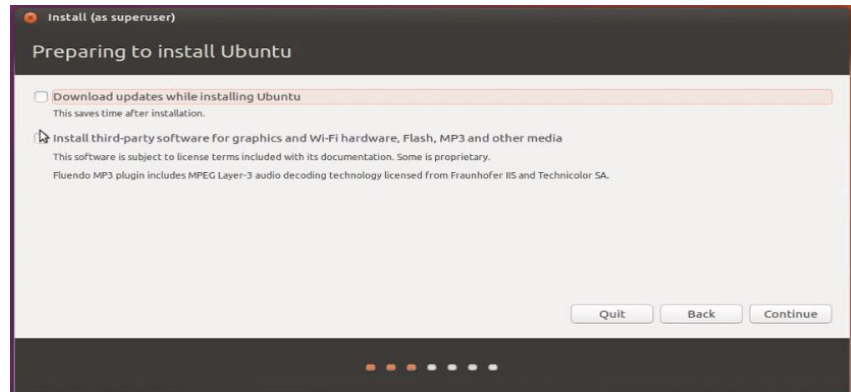 Install (as superuser)
Preparing to install Ubuntu
Download updates while installing Ubuntu
This saves time after installation.
Install third-party software for graphics and Wi-Fi hardware, Flash, MP3 and other media
This software is subject to license terms included with its documentation. Some is proprietary.
Fluendo MP3 plugin includes MPEG Layer-3 audio decoding technology licensed from Fraunhofer IIS and Technicolor SA.
Quit Back Continue